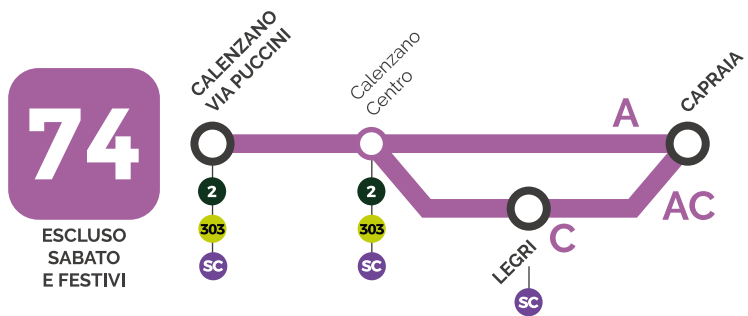 74
ESCLUSO
SABATO
E FESTIVI
CALENZANO
VIA PUCCINI
2
303
SC
Calenzano
Centro
2
303
SC
A
CAPRAIA
AC
C
LEGRI
SC